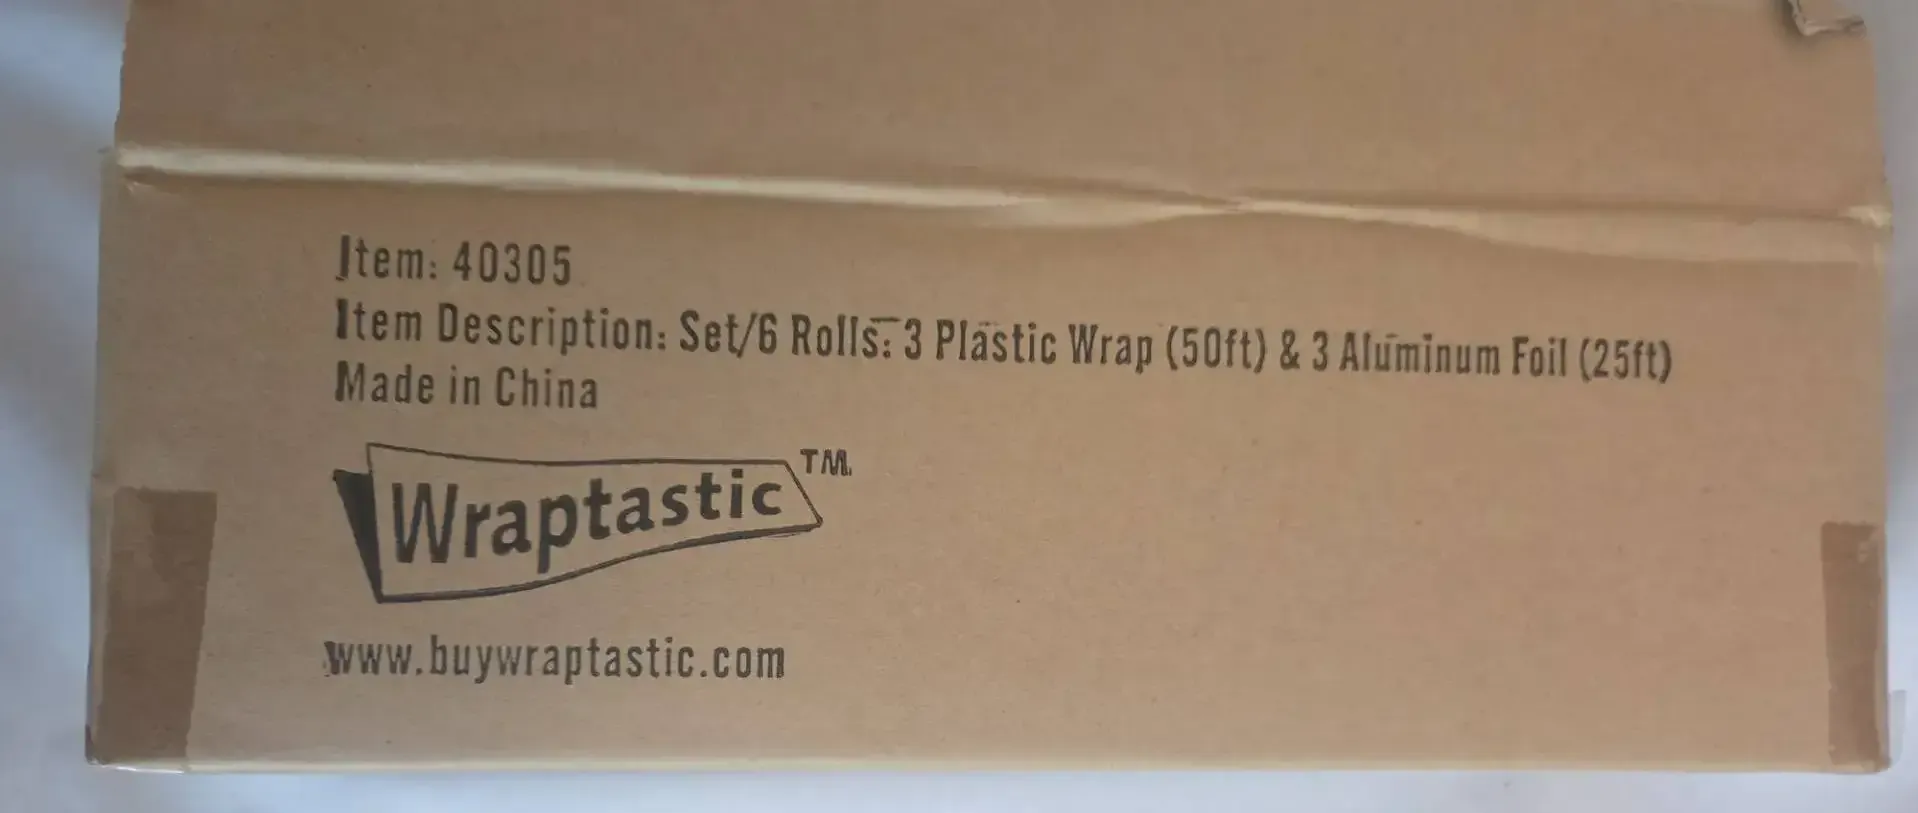 Item: 40305
Item Description: Set/6 Rolls: 3 Plastic Wrap (50ft) & 3 Aluminum Foil (25ft)
Made in China
Wraptastic™
www.buywraptastic.com